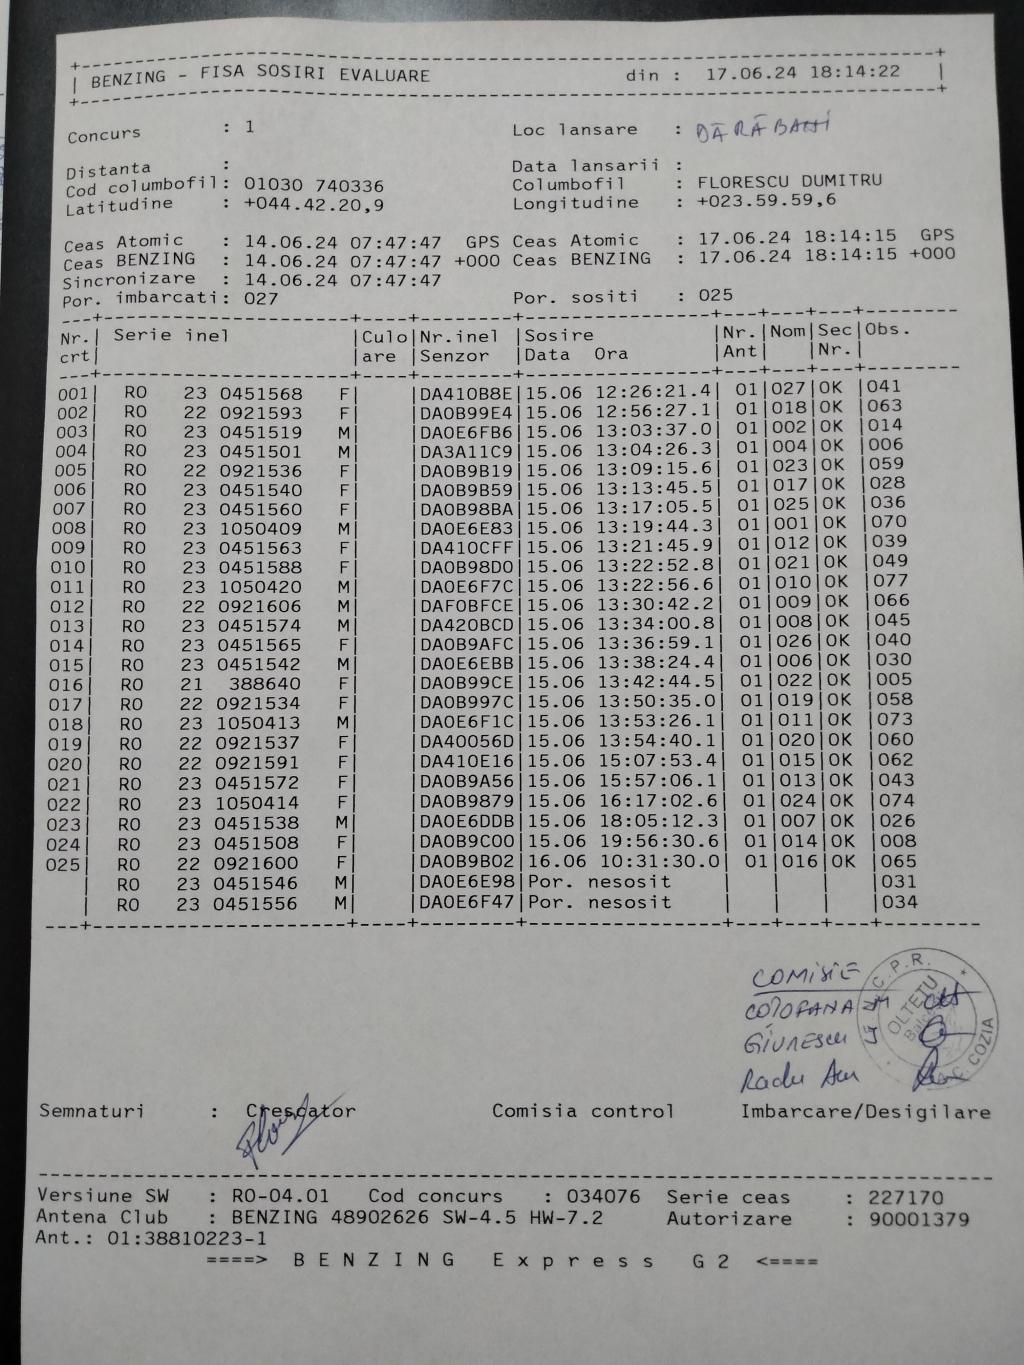 BENZING - FISA SOSIRI EVALUARE din : 17.06.24 18:14:22
Concurs : 1 Loc lansare : DĂRĂBANI
Distanta : Data lansarii :
Cod columbofil: 01030 740336 Columbofil : FLORESCU DUMITRU
Latitudine : +044.42.20,9 Longitudine : +023.59.59,6
Ceas Atomic : 14.06.24 07:47:47 GPS Ceas Atomic : 17.06.24 18:14:15 GPS
Ceas BENZING : 14.06.24 07:47:47 +000 Ceas BENZING : 17.06.24 18:14:15 +000
Sincronizare : 14.06.24 07:47:47
Por. imbarcati: 027 Por. sositi : 025
Nr.| Serie inel |Culo|Nr.inel |Sosire |Nr.|Nom|Sec|Obs.
crt| |are |Senzor |Data Ora |Ant| |Nr.|
001| RO 23 0451568 F| |DA410B8E|15.06 12:26:21.4| 01|027|OK |041
002| RO 22 0921593 F| |DA0B99E4|15.06 12:56:27.1| 01|018|OK |063
003| RO 23 0451519 M| |DA0E6FB6|15.06 13:03:37.0| 01|002|OK |014
004| RO 23 0451501 M| |DA3A11C9|15.06 13:04:26.3| 01|004|OK |006
005| RO 22 0921536 F| |DA0B9B19|15.06 13:09:15.6| 01|023|OK |059
006| RO 23 0451540 F| |DA0B9B59|15.06 13:13:45.5| 01|017|OK |028
007| RO 23 0451560 F| |DA0B98BA|15.06 13:17:05.5| 01|025|OK |036
008| RO 23 1050409 M| |DA0E6E83|15.06 13:19:44.3| 01|001|OK |070
009| RO 23 0451563 F| |DA410CFF|15.06 13:21:45.9| 01|012|OK |039
010| RO 23 0451588 F| |DA0B98D0|15.06 13:22:52.8| 01|021|OK |049
011| RO 23 1050420 M| |DA0E6F7C|15.06 13:22:56.6| 01|010|OK |077
012| RO 22 0921606 M| |DAF0BFCE|15.06 13:30:42.2| 01|009|OK |066
013| RO 23 0451574 M| |DA420BCD|15.06 13:34:00.8| 01|008|OK |045
014| RO 23 0451565 F| |DA0B9AFC|15.06 13:36:59.1| 01|026|OK |040
015| RO 23 0451542 M| |DA0E6EBB|15.06 13:38:24.4| 01|006|OK |030
016| RO 21 388640 F| |DA0B99CE|15.06 13:42:44.5| 01|022|OK |005
017| RO 22 0921534 F| |DA0B997C|15.06 13:50:35.0| 01|019|OK |058
018| RO 23 1050413 M| |DA0E6F1C|15.06 13:53:26.1| 01|011|OK |073
019| RO 22 0921537 F| |DA40056D|15.06 13:54:40.1| 01|020|OK |060
020| RO 22 0921591 F| |DA410E16|15.06 15:07:53.4| 01|015|OK |062
021| RO 23 0451572 F| |DA0B9A56|15.06 15:57:06.1| 01|013|OK |043
022| RO 23 1050414 F| |DA0B9879|15.06 16:17:02.6| 01|024|OK |074
023| RO 23 0451538 M| |DA0E6DDB|15.06 18:05:12.3| 01|007|OK |026
024| RO 23 0451508 F| |DA0B9C00|15.06 19:56:30.6| 01|014|OK |008
025| RO 22 0921600 F| |DA0B9B02|16.06 10:31:30.0| 01|016|OK |065
| RO 23 0451546 M| |DA0E6E98|Por. nesosit | | | |031
| RO 23 0451556 M| |DA0E6F47|Por. nesosit | | | |034
COMISIE
COTOFANA M
GIURESCU
Radu
U.F.N.C.P.R.
OLTEȚU
A.C. COZIA
Semnaturi : Crescator Comisia control Imbarcare/Desigilare
Versiune SW : RO-04.01 Cod concurs : 034076 Serie ceas : 227170
Antena Club : BENZING 48902626 SW-4.5 HW-7.2 Autorizare : 90001379
Ant.: 01:38810223-1
====> B E N Z I N G E x p r e s s G 2 <====